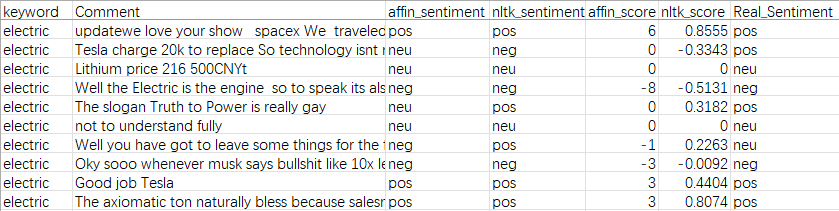 keyword Comment affin_sentiment nltk_sentiment affin_score nltk_score Real_Sentiment
electric updatewe love your show spacex We traveled pos pos 6 0.8555 pos
electric Tesla charge 20k to replace So technology isnt neu neg 0 -0.3343 pos
electric Lithium price 216 500CNYt neu neu 0 0 neu
electric Well the Electric is the engine so to speak its als neg neg -8 -0.5131 neg
electric The slogan Truth to Power is really gay neu pos 0 0.3182 pos
electric not to understand fully neu neu 0 0 neu
electric Well you have got to leave some things for the neg pos -1 0.2263 neu
electric Oky sooo whenever musk says bullshit like 10x le neg neg -3 -0.0092 neg
electric Good job Tesla pos pos 3 0.4404 pos
electric The axiomatic ton naturally bless because salesr pos pos 3 0.8074 pos